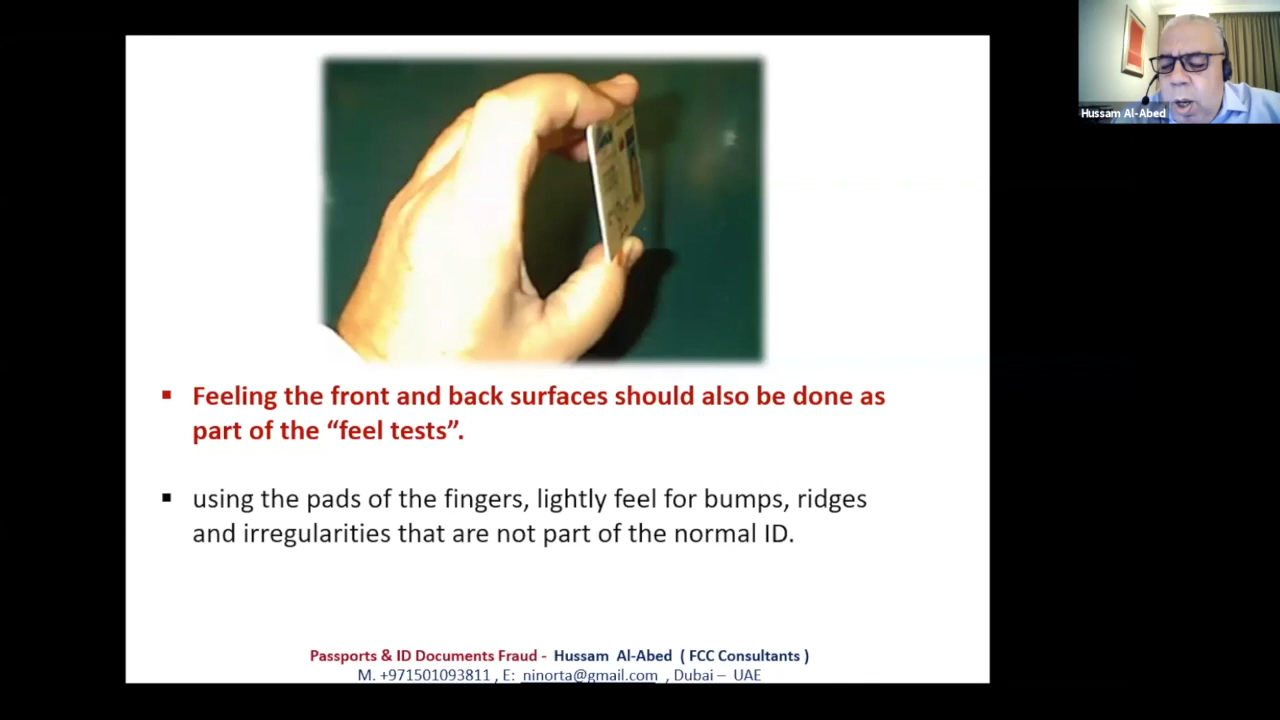 Hussam Al-Abed
▪ Feeling the front and back surfaces should also be done as
part of the “feel tests”.
▪ using the pads of the fingers, lightly feel for bumps, ridges
and irregularities that are not part of the normal ID.
Passports & ID Documents Fraud - Hussam Al-Abed ( FCC Consultants )
M. +971501093811 , E: ninorta@gmail.com , Dubai – UAE